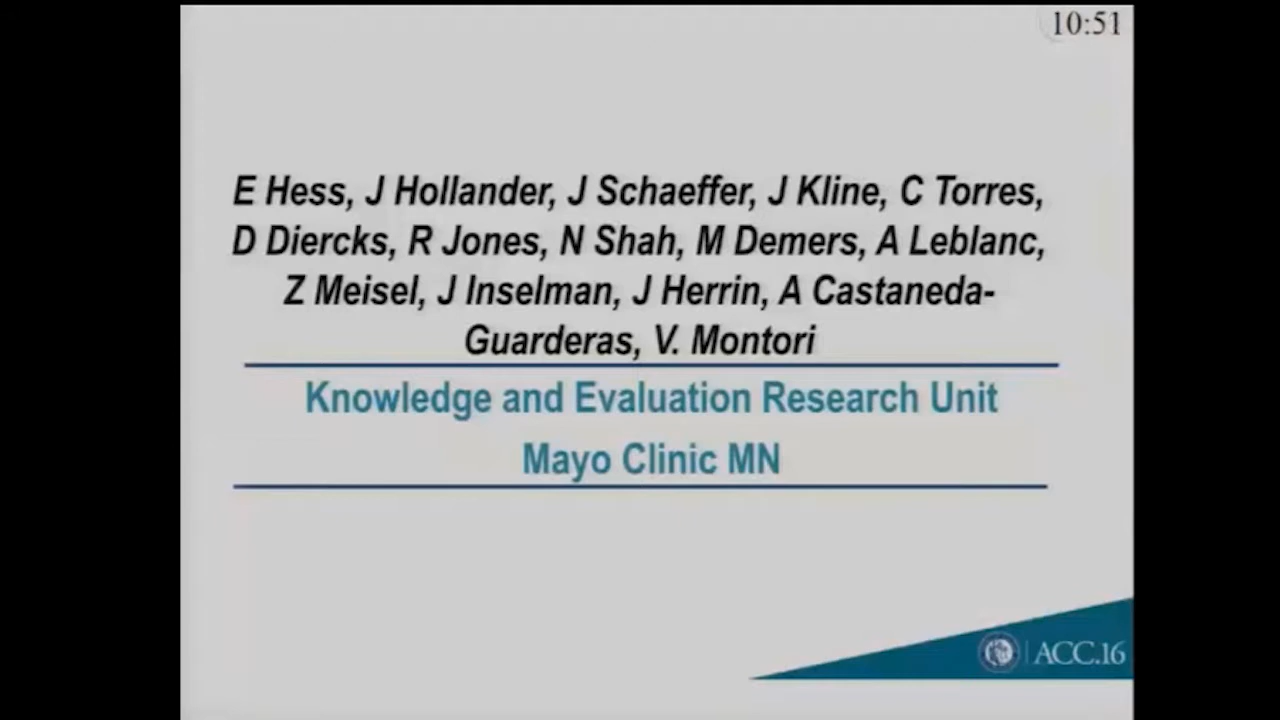 10:51
E Hess, J Hollander, J Schaeffer, J Kline, C Torres,
D Diercks, R Jones, N Shah, M Demers, A Leblanc,
Z Meisel, J Inselman, J Herrin, A Castaneda-
Guarderas, V. Montori
Knowledge and Evaluation Research Unit
Mayo Clinic MN
ACC.16